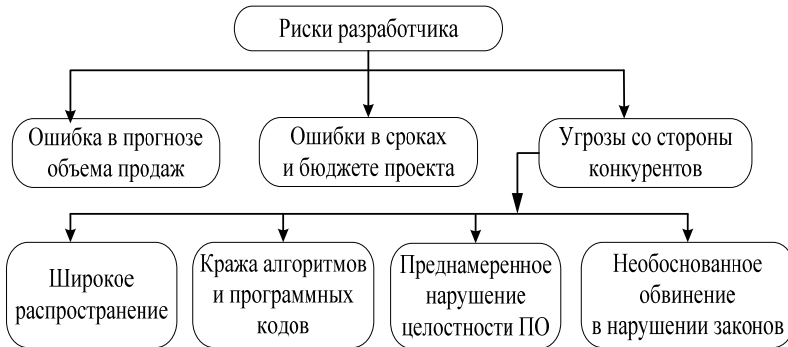 Риски разработчика
Ошибка в прогнозе
объема продаж
Ошибки в сроках
и бюджете проекта
Угрозы со стороны
конкурентов
Широкое
распространение
Кража алгоритмов
и программных
кодов
Преднамеренное
нарушение
целостности ПО
Необоснованное
обвинение
в нарушении законов